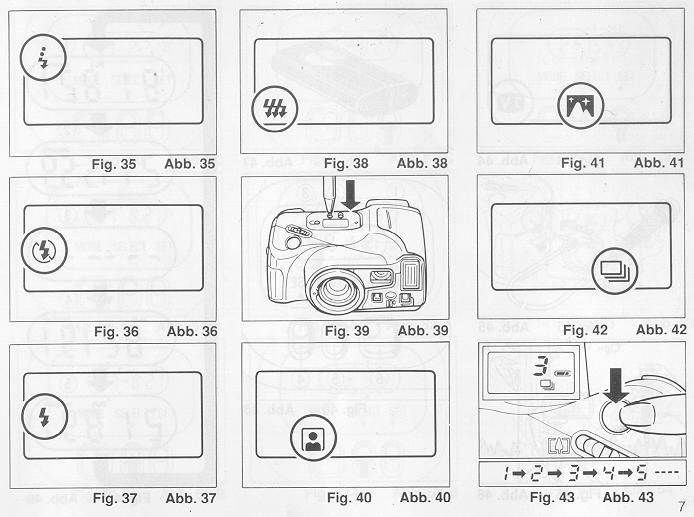 Fig. 35 Abb. 35
Fig. 38 Abb. 38
Fig. 41 Abb. 41
Fig. 36 Abb. 36
Fig. 39 Abb. 39
Fig. 42 Abb. 42
Fig. 37 Abb. 37
Fig. 40 Abb. 40
3
1 → 2 → 3 → 4 → 5 ----
Fig. 43 Abb. 43
7